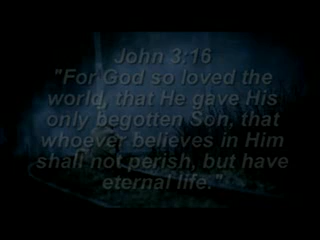 John 3:16
"For God so loved the
world, that He gave His
only begotten Son, that
whoever believes in Him
shall not perish, but have
eternal life."